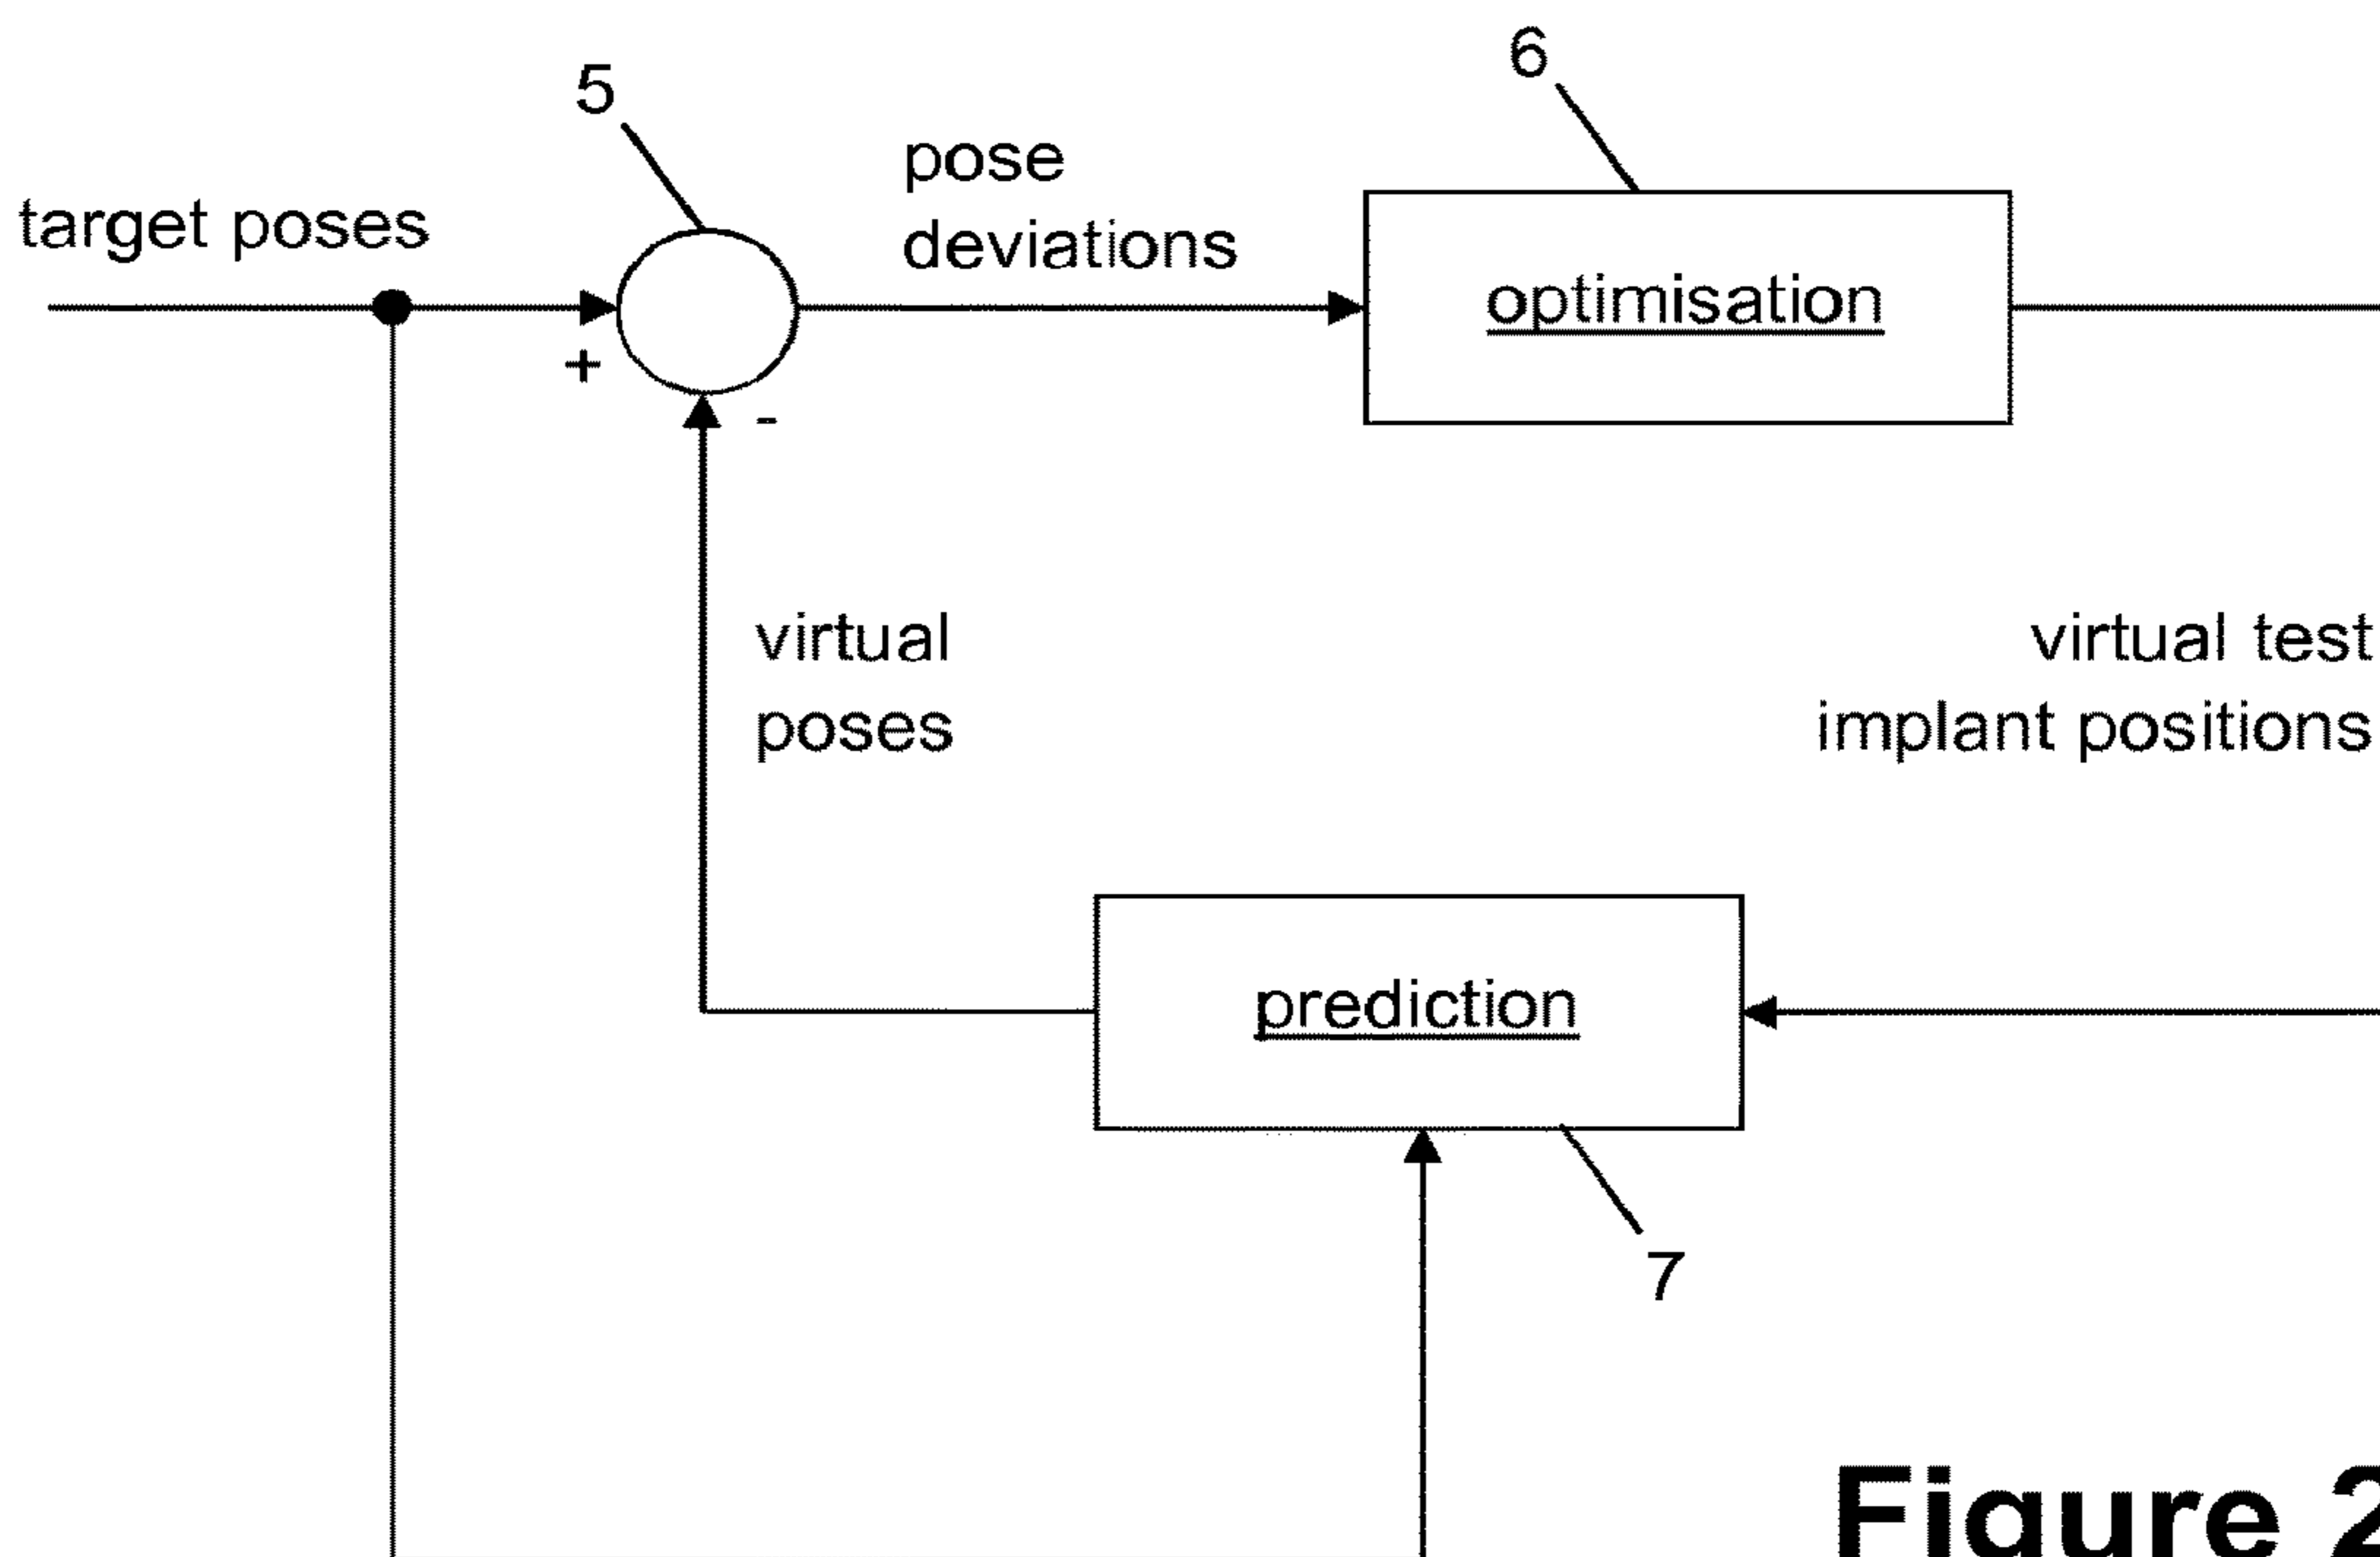 6
5
pose
deviations
target poses
optimisation
+
-
virtual
poses
virtual test
implant positions
prediction
7
Figure 2